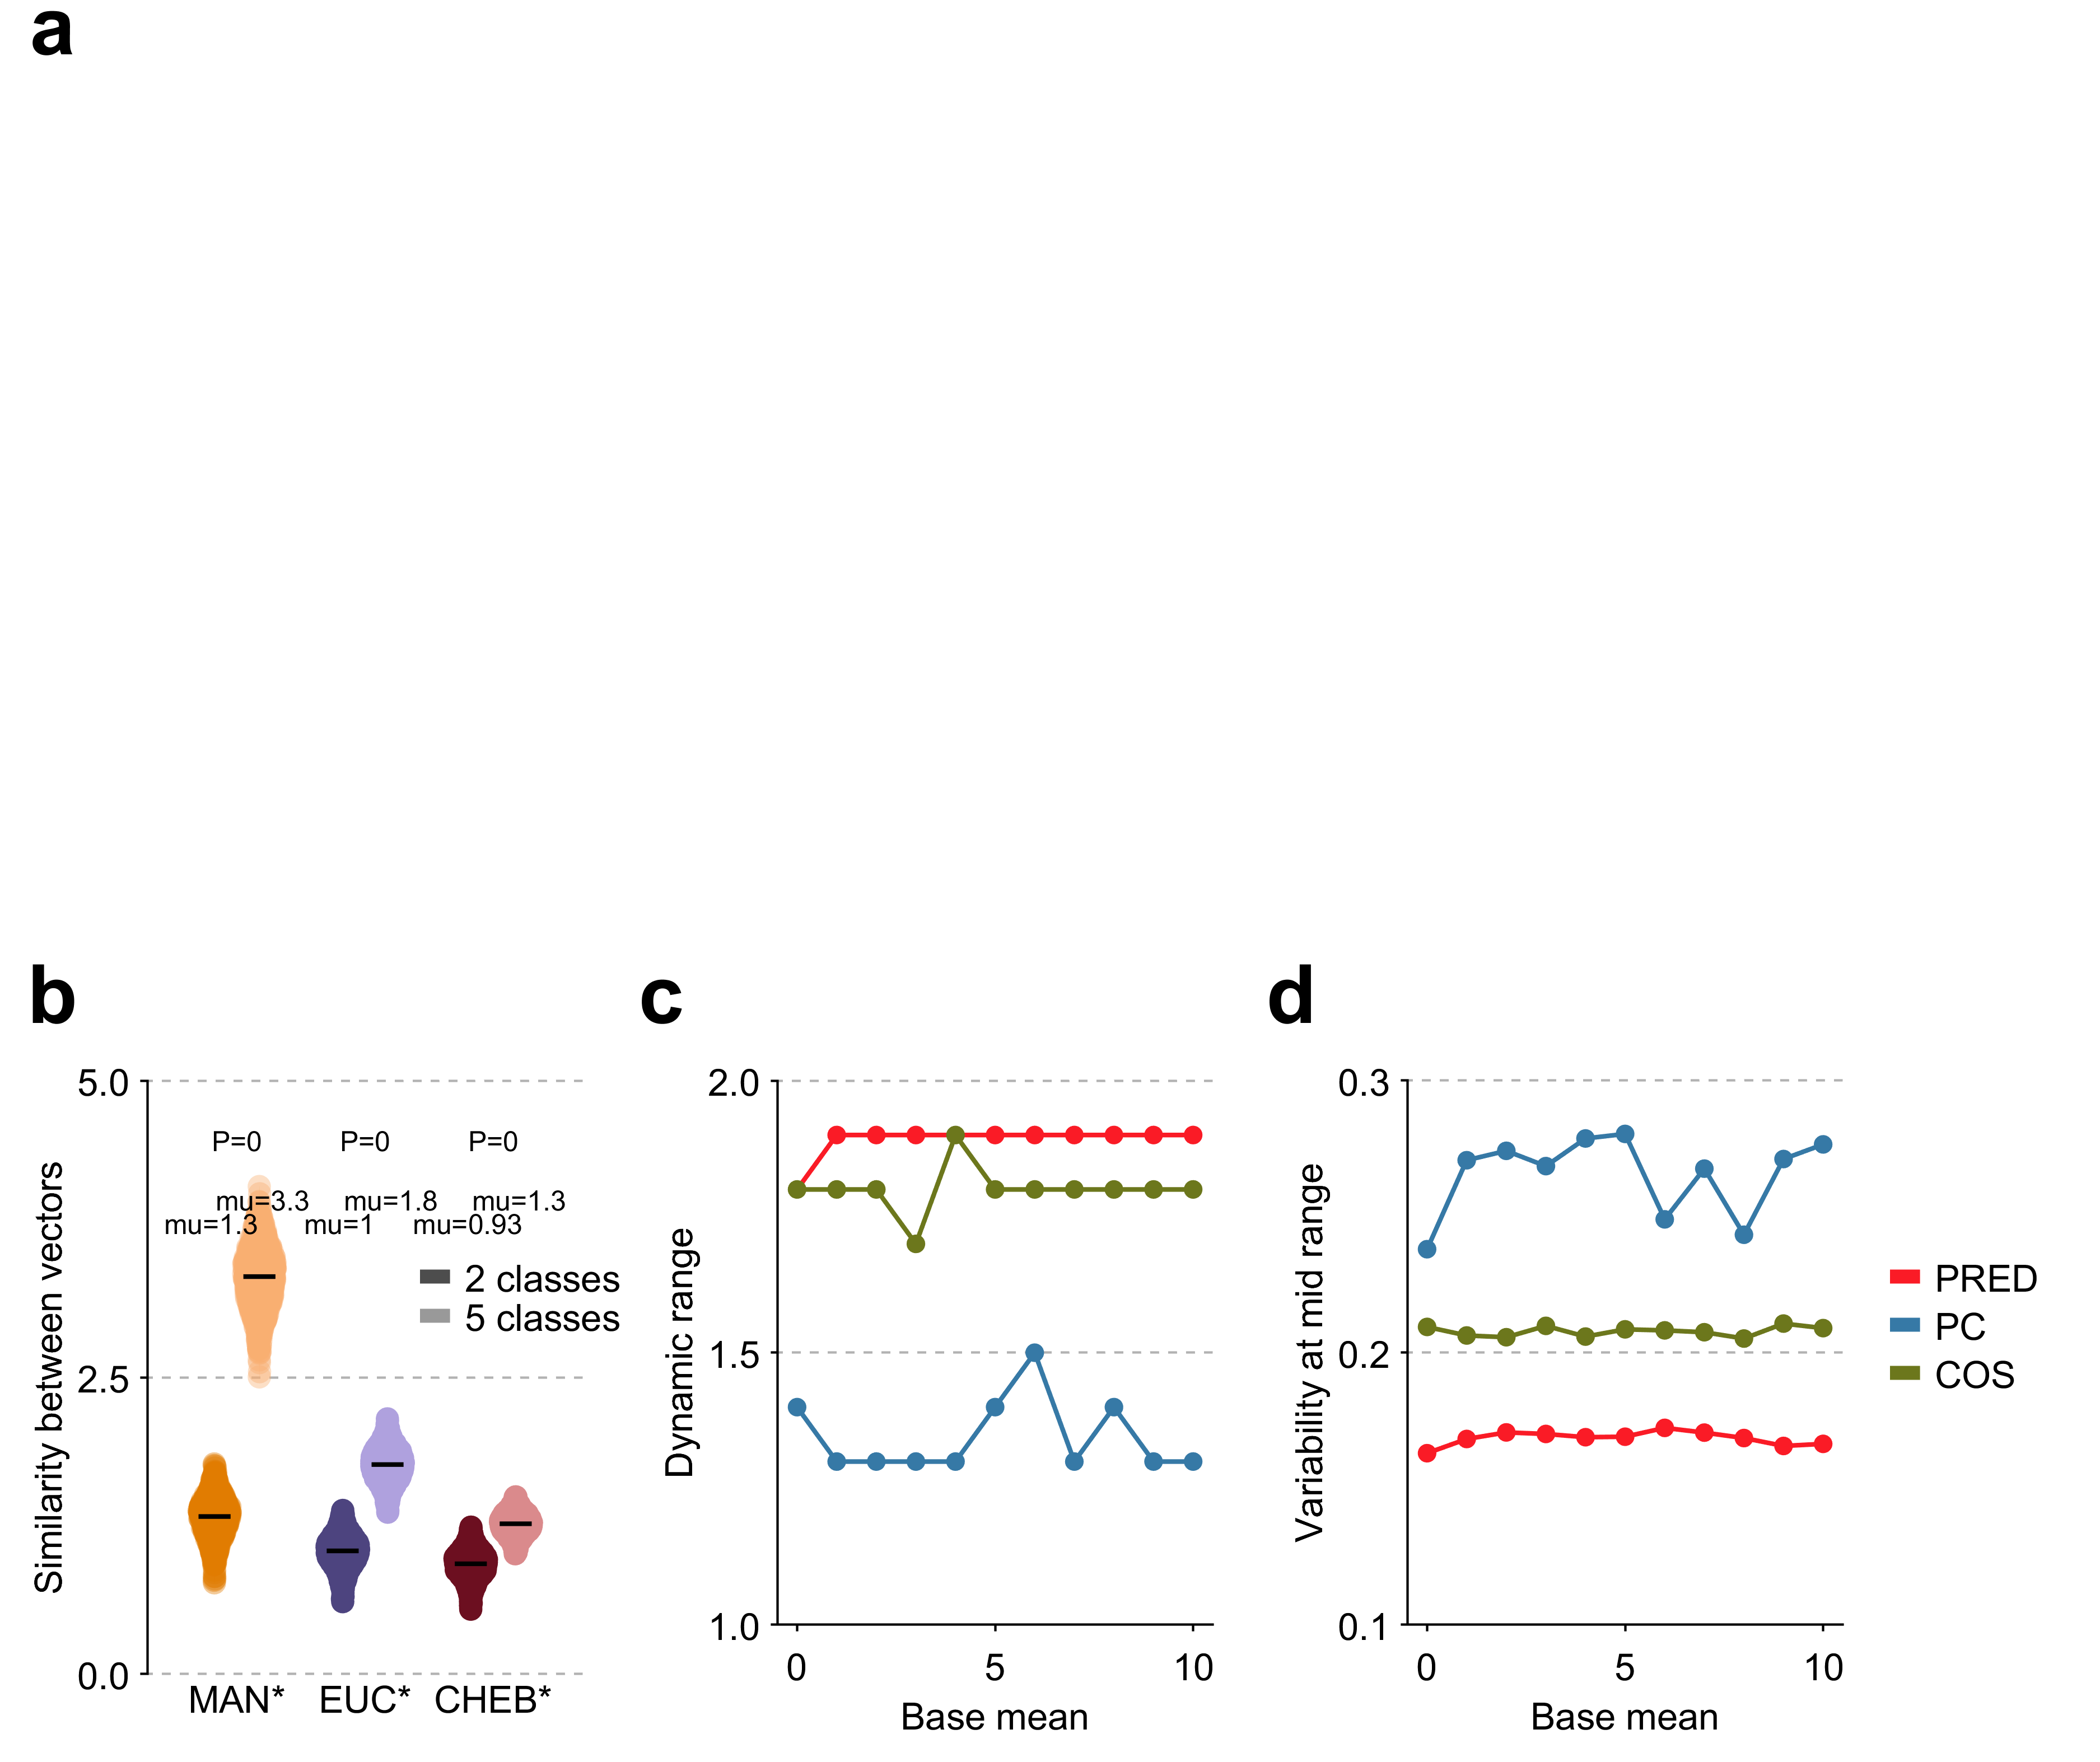 a
b
Similarity between vectors
5.0
2.5
0.0
P=0 P=0 P=0
mu=3.3 mu=1.8 mu=1.3
mu=1.3 mu=1 mu=0.93
2 classes
5 classes
MAN* EUC* CHEB*
c
Dynamic range
2.0
1.5
1.0
0 5 10
Base mean
d
Variability at mid range
0.3
0.2
0.1
0 5 10
Base mean
PRED
PC
COS